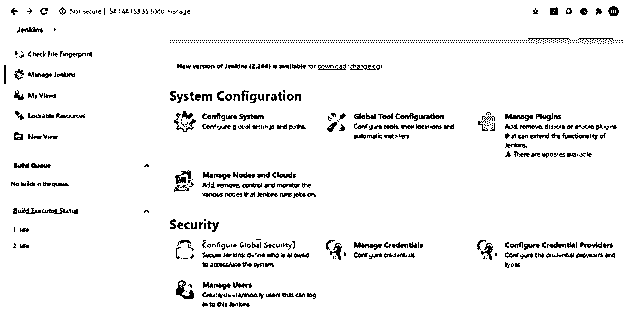 Not secure
Jenkins
Check File Fingerprint
Manage Jenkins
My Views
Lockable Resources
New View
Build Queue
No builds in the queue.
Build Executor Status
1 Idle
2 Idle
New version of Jenkins (2.244) is available for download (changelog)
System Configuration
Configure System
Configure global settings and paths.
Global Tool Configuration
Configure tools, their locations and
automatic installers.
Manage Plugins
Add, remove, disable or enable plugins
that can extend the functionality of
Jenkins.
There are updates available
Manage Nodes and Clouds
Add, remove, control and monitor the
various nodes that Jenkins runs jobs on.
Security
Configure Global Security
Secure Jenkins; define who is allowed
to access/use the system.
Manage Credentials
Configure credentials
Configure Credential Providers
Configure the credential providers and
types
Manage Users
Create/delete/modify users that can log
in to this Jenkins